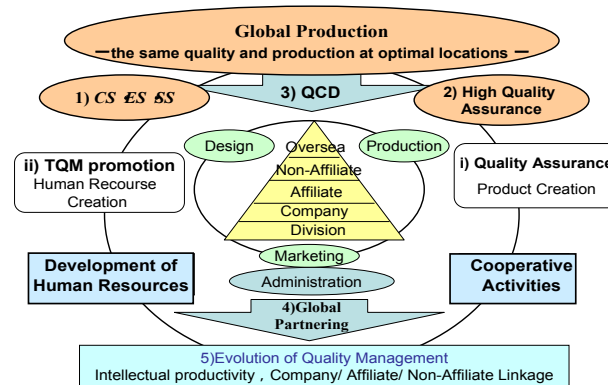 Global Production
—the same quality and production at optimal locations —
3) QCD
1) CS ES SS
2) High Quality
Assurance
Design
Production
Oversea
Non-Affiliate
Affiliate
Company
Division
ii) TQM promotion
Human Recourse
Creation
i) Quality Assurance
Product Creation
Marketing
Administration
Development of
Human Resources
Cooperative
Activities
4)Global
Partnering
5)Evolution of Quality Management
Intellectual productivity , Company/ Affiliate/ Non-Affiliate Linkage